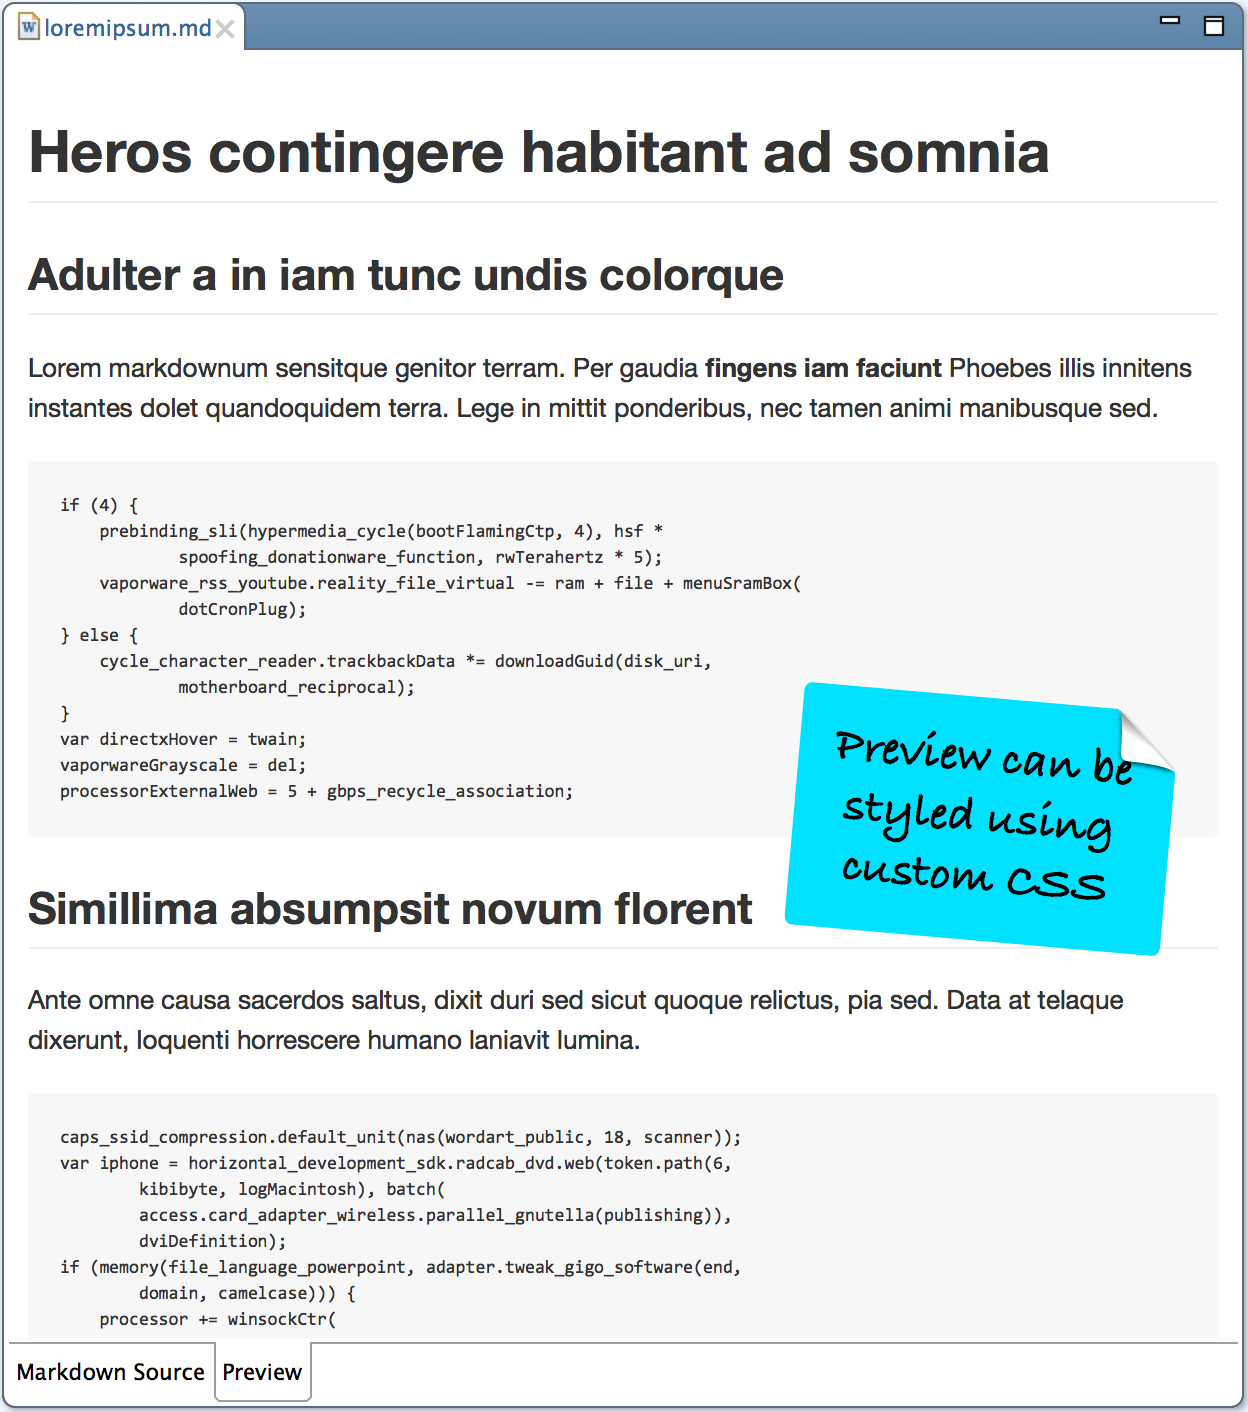 loremipsum.md
Heros contingere habitant ad somnia
Adulter a in iam tunc undis colorque
Lorem markdownum sensitque genitor terram. Per gaudia fingens iam faciunt Phoebes illis innitens
instantes dolet quandoquidem terra. Lege in mittit ponderibus, nec tamen animi manibusque sed.
if (4) {
    prebinding_sli(hypermedia_cycle(bootFlamingCtp, 4), hsf *
            spoofing_donationware_function, rwTerahertz * 5);
    vaporware_rss_youtube.reality_file_virtual -= ram + file + menuSramBox(
            dotCronPlug);
} else {
    cycle_character_reader.trackbackData *= downloadGuid(disk_uri,
            motherboard_reciprocal);
}
var directxHover = twain;
vaporwareGrayscale = del;
processorExternalWeb = 5 + gbps_recycle_association;
Preview can be
styled using
custom CSS
Simillima absumpsit novum florent
Ante omne causa sacerdos saltus, dixit duri sed sicut quoque relictus, pia sed. Data at telaque
dixerunt, loquenti horrescere humano laniavit lumina.
caps_ssid_compression.default_unit(nas(wordart_public, 18, scanner));
var iphone = horizontal_development_sdk.radcab_dvd.web(token.path(6,
        kibibyte, logMacintosh), batch(
        access.card_adapter_wireless.parallel_gnutella(publishing)),
        dviDefinition);
if (memory(file_language_powerpoint, adapter.tweak_gigo_software(end,
        domain, camelcase))) {
    processor += winsockCtr(
Markdown Source
Preview